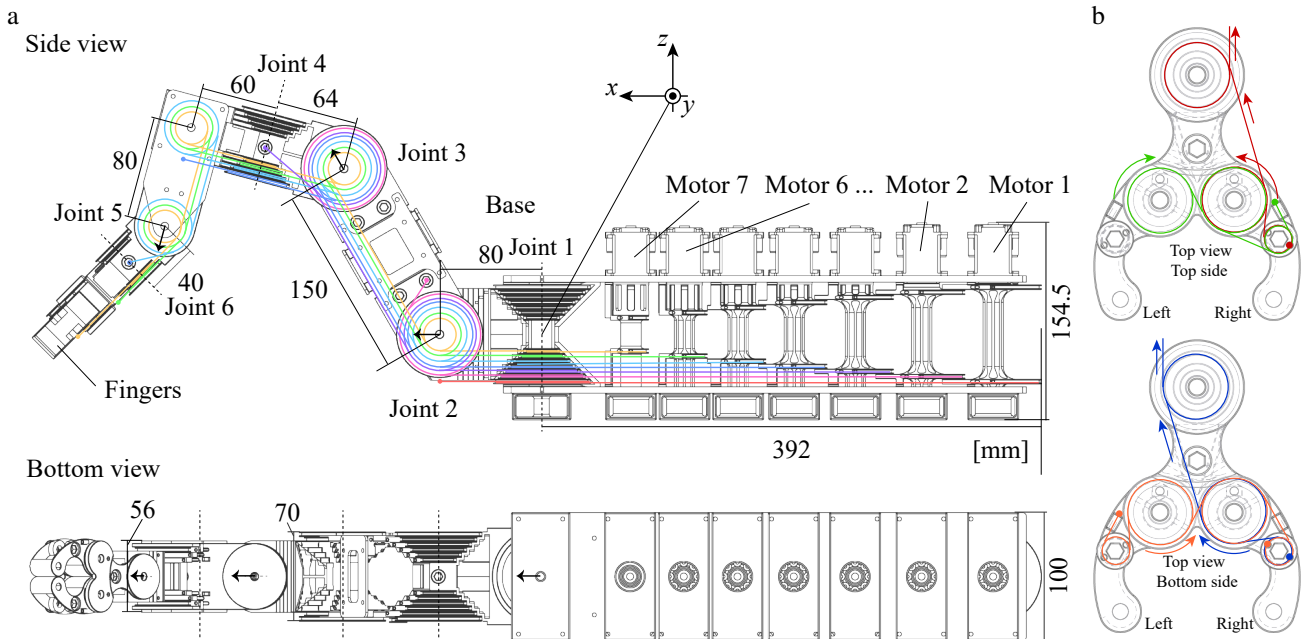 a
Side view
60
Joint 4
64
80
Joint 3
Joint 5
40
Joint 6
150
Fingers
Joint 2
Base
80
Joint 1
z
x
y
Motor 7
Motor 6 ...
Motor 2
Motor 1
154.5
392
[mm]
Bottom view
56
70
100
b
Top view
Top side
Left
Right
Top view
Bottom side
Left
Right